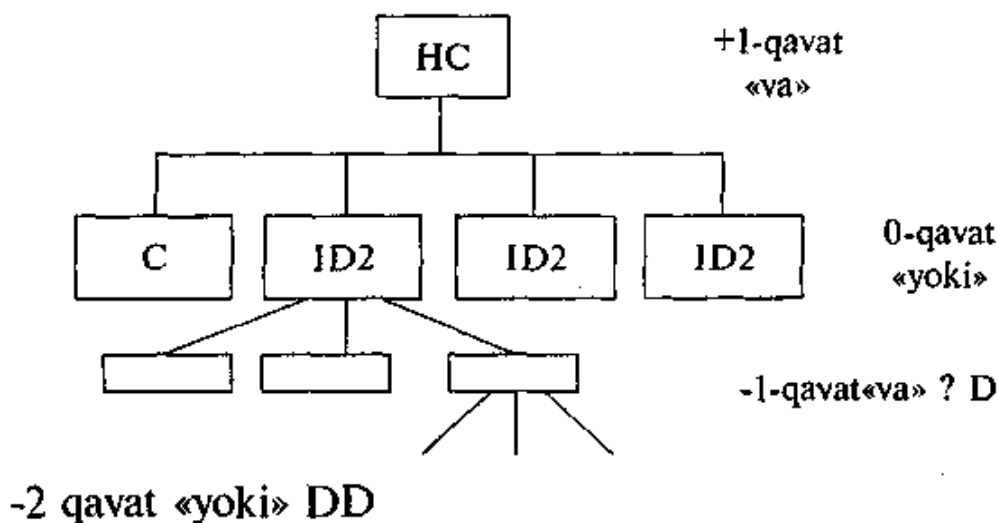 HC
+1-qavat
«va»
C
ID2
ID2
ID2
0-qavat
«yoki»
-1-qavat«va» ? D
-2 qavat «yoki» DD